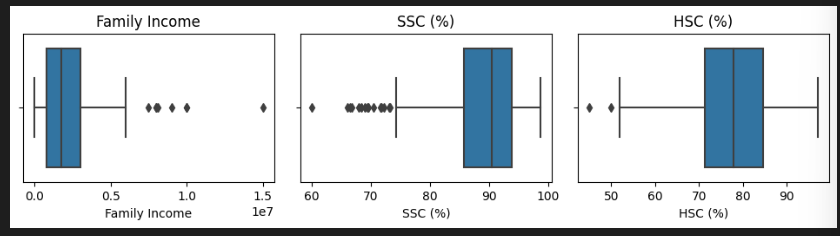 Family Income
SSC (%)
HSC (%)
0.0 0.5 1.0 1.5
1e7
Family Income
60 70 80 90 100
SSC (%)
50 60 70 80 90
HSC (%)